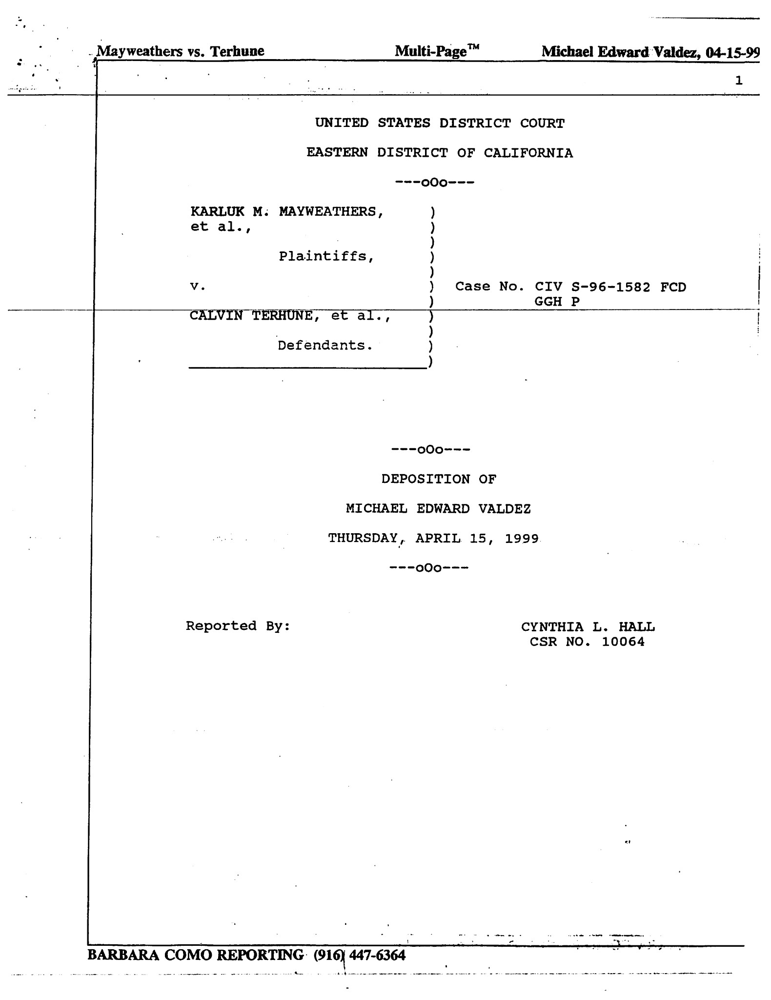 Mayweathers vs. Terhune Multi-Page™ Michael Edward Valdez, 04-15-99
1
UNITED STATES DISTRICT COURT
EASTERN DISTRICT OF CALIFORNIA
---oOo---
KARLUK M. MAYWEATHERS, )
et al., )
)
Plaintiffs, )
)
v. ) Case No. CIV S-96-1582 FCD
) GGH P
CALVIN TERHUNE, et al., )
)
Defendants. )
)
---oOo---
DEPOSITION OF
MICHAEL EDWARD VALDEZ
THURSDAY, APRIL 15, 1999
---oOo---
Reported By: CYNTHIA L. HALL
CSR NO. 10064
BARBARA COMO REPORTING (916) 447-6364